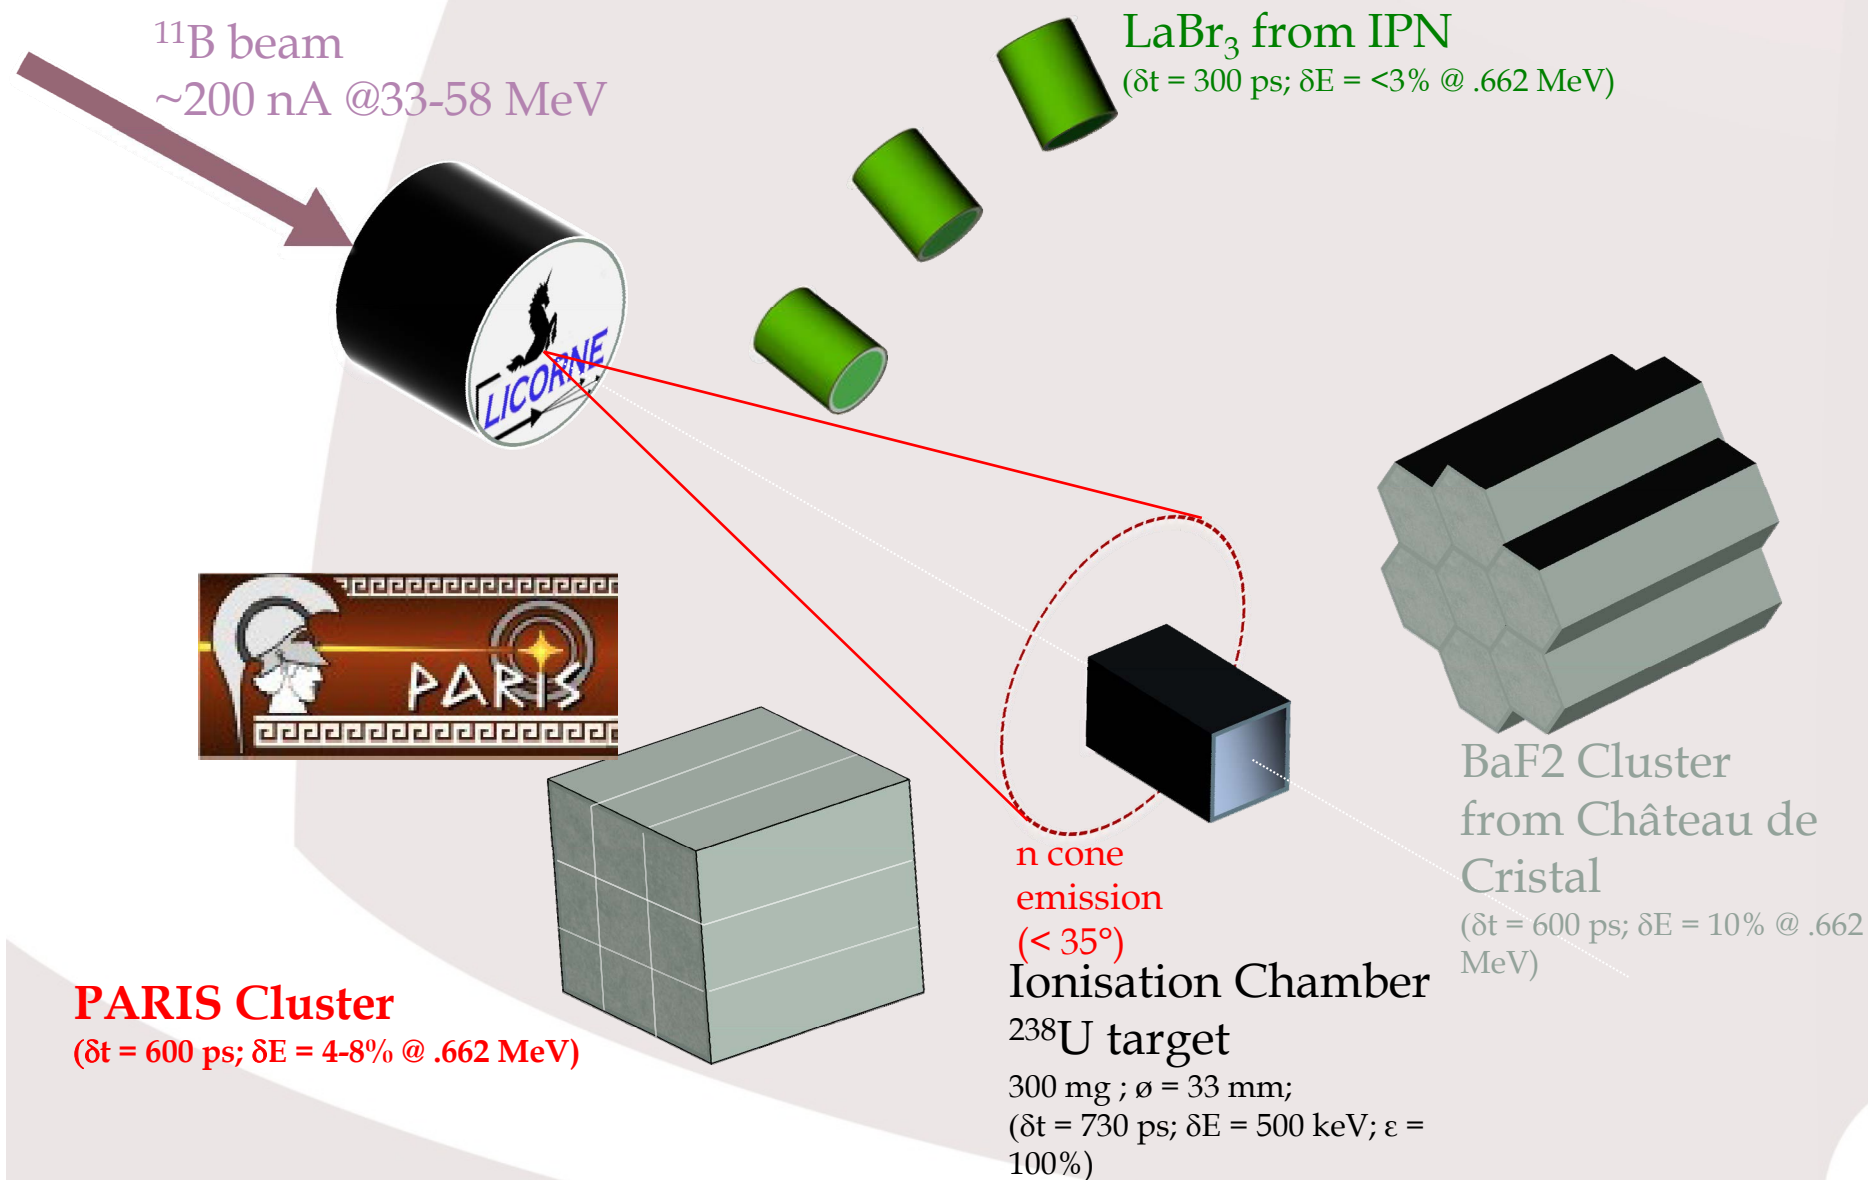 ¹¹B beam
~200 nA @33-58 MeV
LaBr₃ from IPN
(δt = 300 ps; δE = <3% @ .662 MeV)
LICORNE
PARIS
n cone
emission
(< 35°)
BaF2 Cluster
from Château de
Cristal
(δt = 600 ps; δE = 10% @ .662
MeV)
PARIS Cluster
(δt = 600 ps; δE = 4-8% @ .662 MeV)
Ionisation Chamber
²³⁸U target
300 mg ; ø = 33 mm;
(δt = 730 ps; δE = 500 keV; ε =
100%)